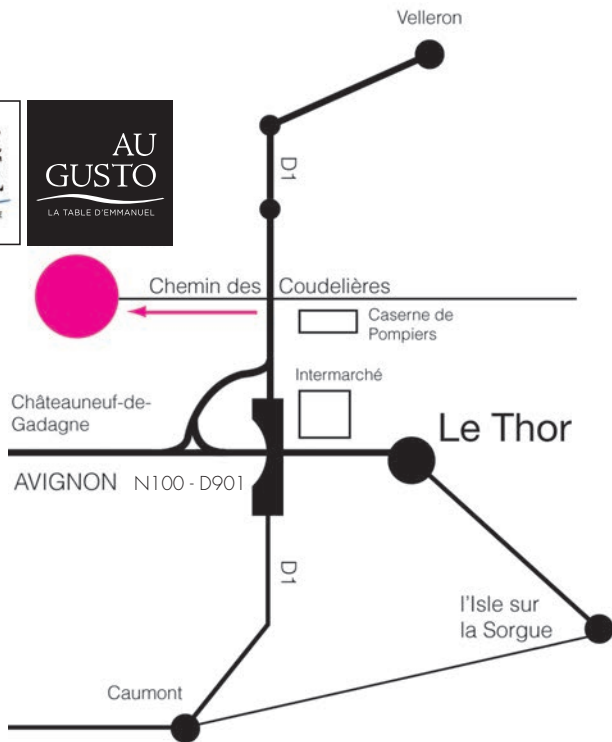 Velleron
AU
GUSTO
LA TABLE D'EMMANUEL
D1
Chemin des Coudelières
Caserne de
Pompiers
Intermarché
Châteauneuf-de-
Gadagne
Le Thor
AVIGNON N100 - D901
D1
l'Isle sur
la Sorgue
Caumont